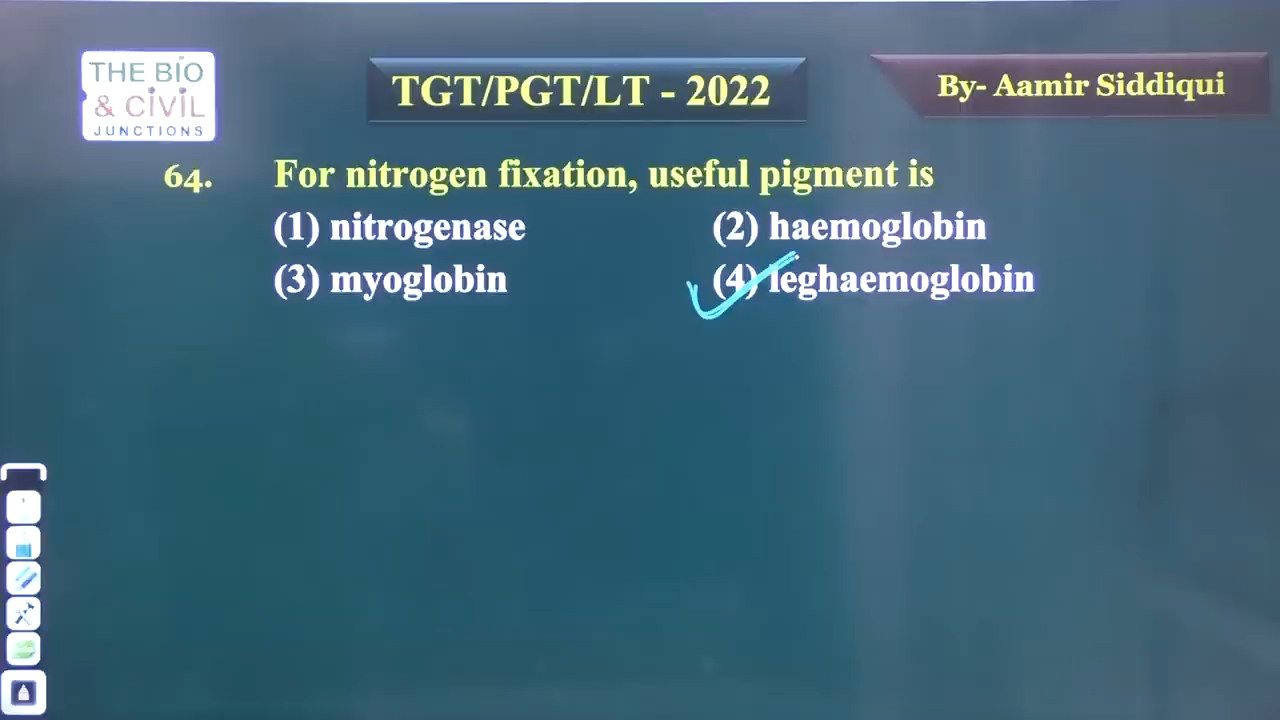 THE BIO
& CIVIL
JUNCTIONS
TGT/PGT/LT - 2022
By- Aamir Siddiqui
64. For nitrogen fixation, useful pigment is
(1) nitrogenase (2) haemoglobin
(3) myoglobin (4) leghaemoglobin